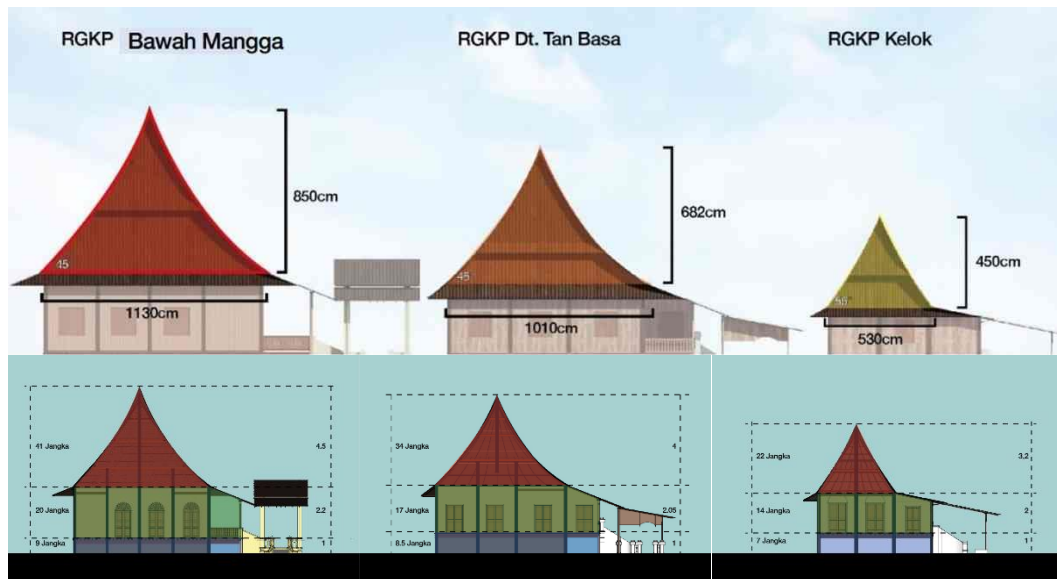 RGKP Bawah Mangga
RGKP Dt. Tan Basa
RGKP Kelok
850cm
45
1130cm
682cm
45
1010cm
450cm
58
530cm
41 Jangka
4.5
20 Jangka
2.2
9 Jangka
1
34 Jangka
4
17 Jangka
2.05
8.5 Jangka
1
22 Jangka
3,2
14 Jangka
2
7 Jangka
1